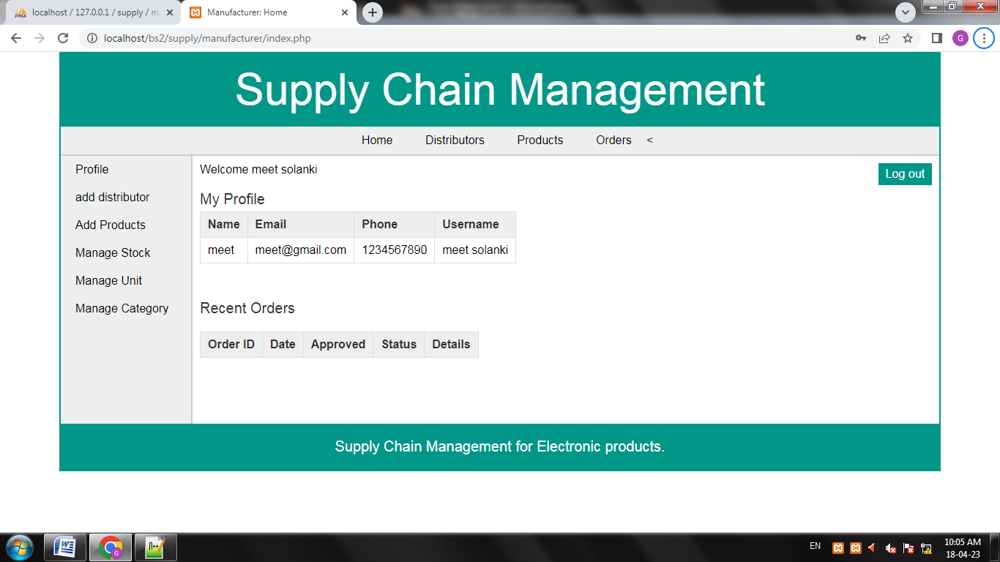 localhost / 127.0.0.1 / supply / m
Manufacturer: Home
localhost/bs2/supply/manufacturer/index.php
G
Supply Chain Management
Home Distributors Products Orders <
Profile
add distributor
Add Products
Manage Stock
Manage Unit
Manage Category
Welcome meet solanki
Log out
My Profile
Name Email Phone Username
meet meet@gmail.com 1234567890 meet solanki
Recent Orders
Order ID Date Approved Status Details
Supply Chain Management for Electronic products.
EN
10:05 AM
18-04-23